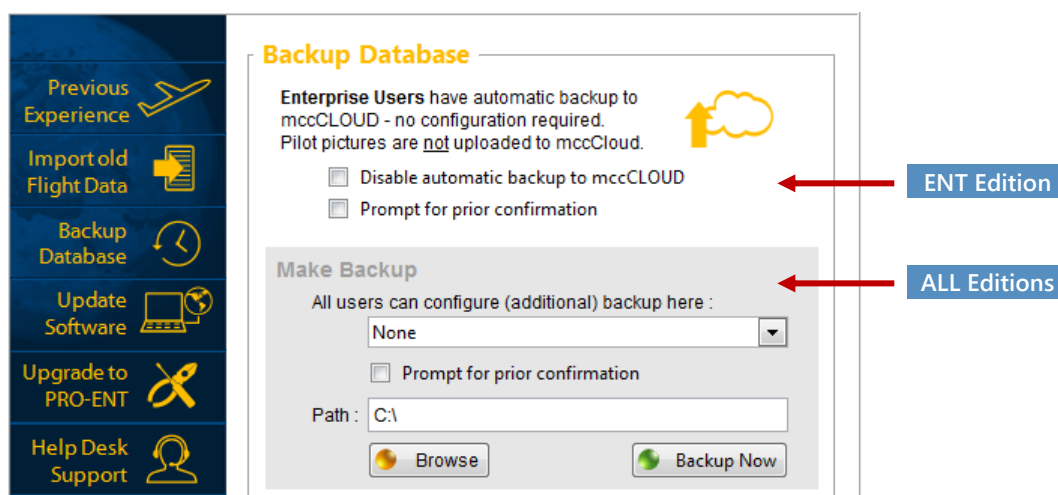 Previous
Experience
Import old
Flight Data
Backup
Database
Update
Software
Upgrade to
PRO-ENT
Help Desk
Support
Backup Database
Enterprise Users have automatic backup to
mccCLOUD - no configuration required.
Pilot pictures are not uploaded to mccCloud.
Disable automatic backup to mccCLOUD
Prompt for prior confirmation
ENT Edition
Make Backup
ALL Editions
All users can configure (additional) backup here :
None
Prompt for prior confirmation
Path : C:\
Browse
Backup Now